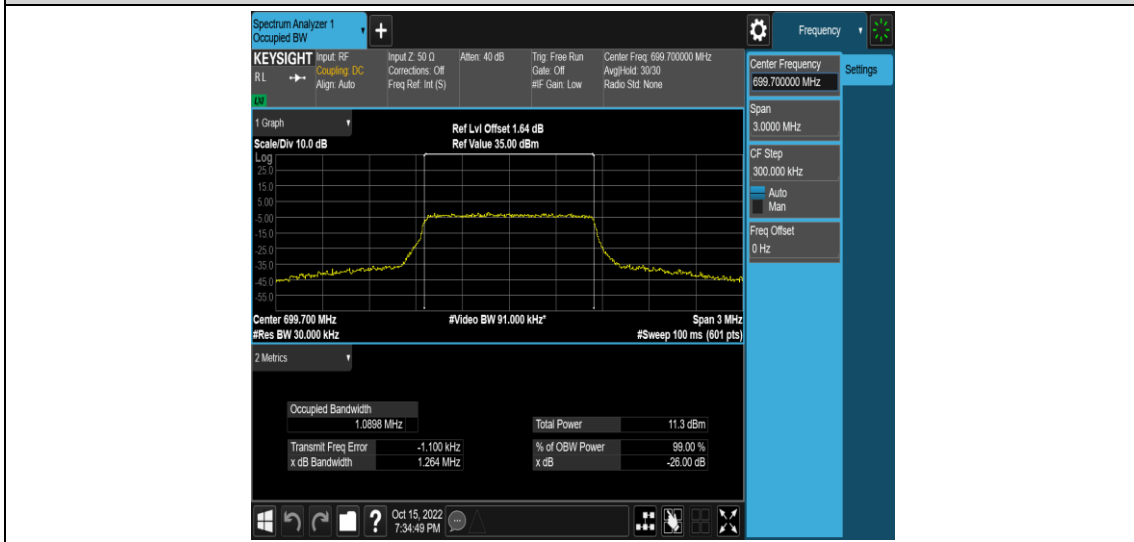 Spectrum Analyzer 1
Occupied BW
+
Frequency
KEYSIGHT
RL
LXI
Input: RF
Coupling: DC
Align: Auto
Input Z: 50 Ω
Corrections: Off
Freq Ref: Int (S)
Atten: 40 dB
Trig: Free Run
Gate: Off
#IF Gain: Low
Center Freq: 699.700000 MHz
Avg|Hold: 30/30
Radio Std: None
Center Frequency
699.700000 MHz
Settings
Span
3.0000 MHz
CF Step
300.000 kHz
Auto
Man
Freq Offset
0 Hz
1 Graph
Scale/Div 10.0 dB
Ref Lvl Offset 1.64 dB
Ref Value 35.00 dBm
Log
25.0
15.0
5.00
-5.00
-15.0
-25.0
-35.0
-45.0
-55.0
Center 699.700 MHz
#Video BW 91.000 kHz*
Span 3 MHz
#Res BW 30.000 kHz
#Sweep 100 ms (601 pts)
2 Metrics
Occupied Bandwidth
1.0898 MHz
Total Power 11.3 dBm
Transmit Freq Error -1.100 kHz
% of OBW Power 99.00 %
x dB Bandwidth 1.264 MHz
x dB -26.00 dB
?
Oct 15, 2022
7:34:49 PM